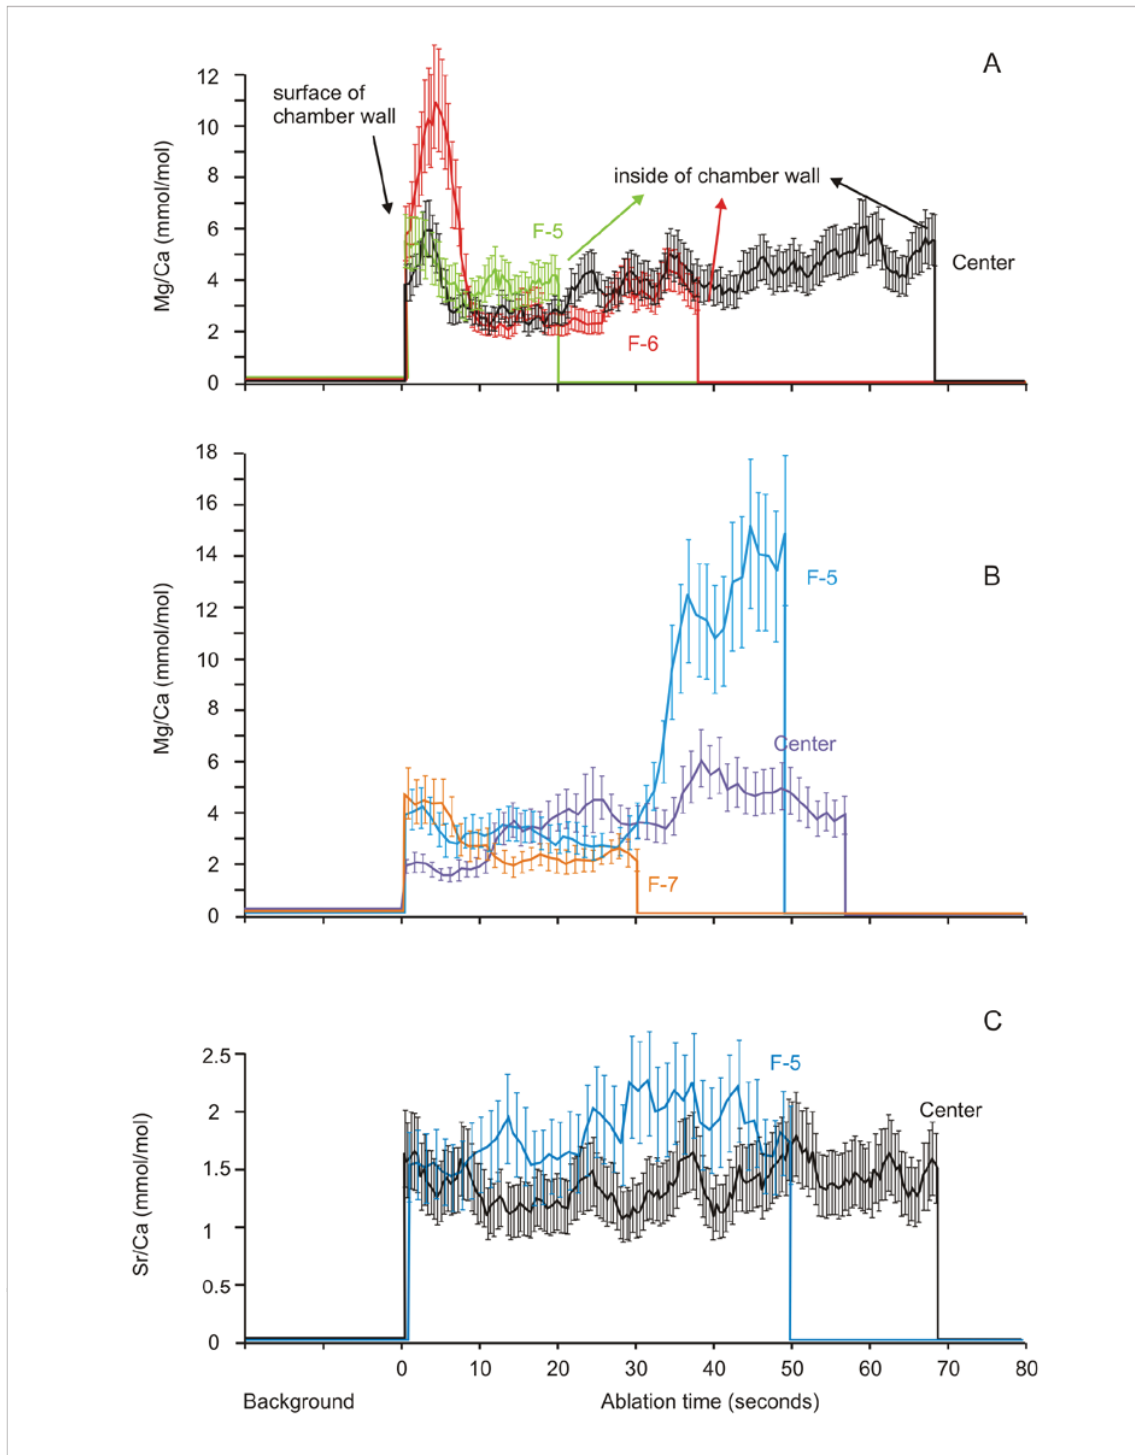 A
surface of
chamber wall
inside of chamber wall
F-5
F-6
Center
Mg/Ca (mmol/mol)
12
10
8
6
4
2
0
B
F-5
Center
F-7
Mg/Ca (mmol/mol)
18
16
14
12
10
8
6
4
2
0
C
F-5
Center
Sr/Ca (mmol/mol)
2.5
2
1.5
1
0.5
0
0 10 20 30 40 50 60 70 80
Background Ablation time (seconds)